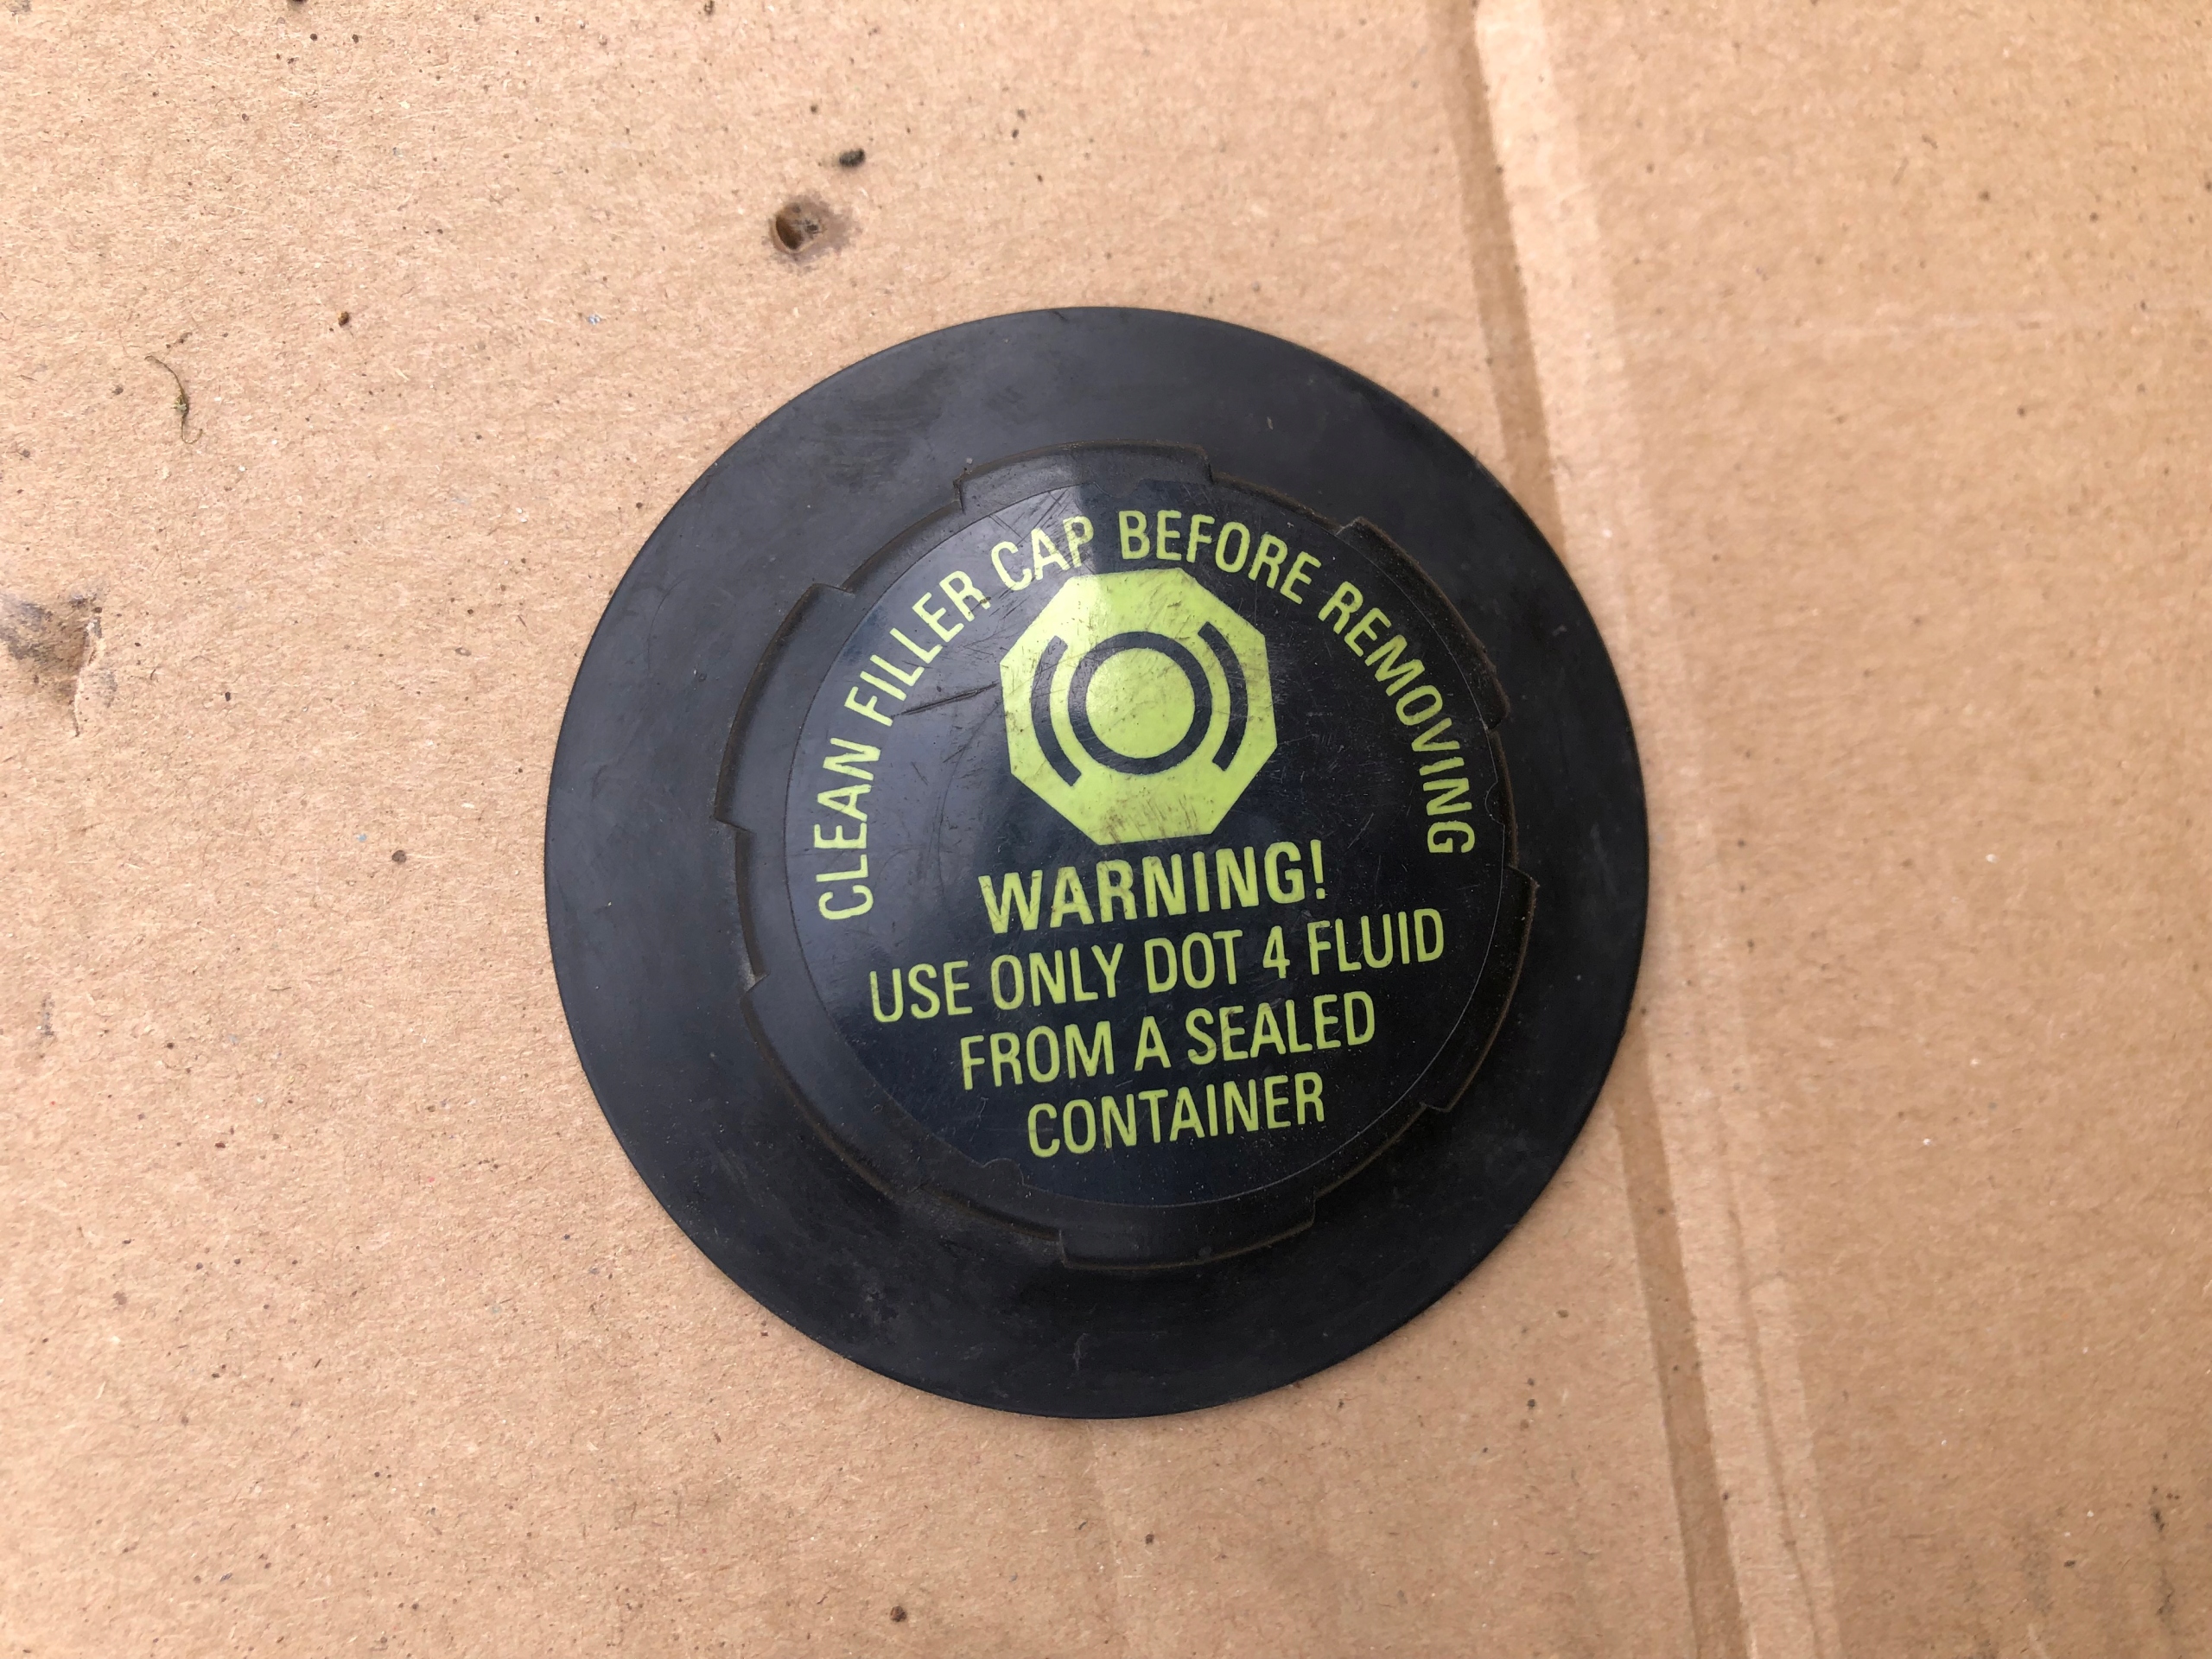 CLEAN FILLER CAP BEFORE REMOVING
WARNING!
USE ONLY DOT 4 FLUID
FROM A SEALED
CONTAINER